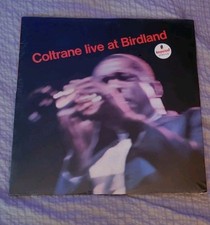 Coltrane live at Birdland